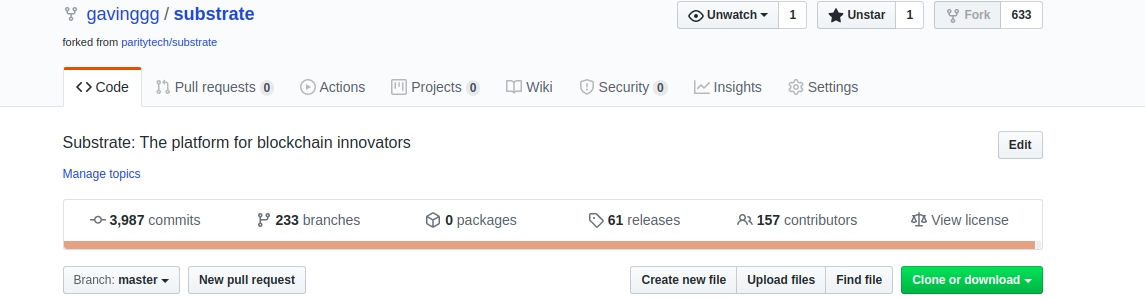 gavinggg / substrate Unwatch 1 Unstar 1 Fork 633
forked from paritytech/substrate
Code Pull requests 0 Actions Projects 0 Wiki Security 0 Insights Settings
Substrate: The platform for blockchain innovators Edit
Manage topics
3,987 commits 233 branches 0 packages 61 releases 157 contributors View license
Branch: master New pull request Create new file Upload files Find file Clone or download